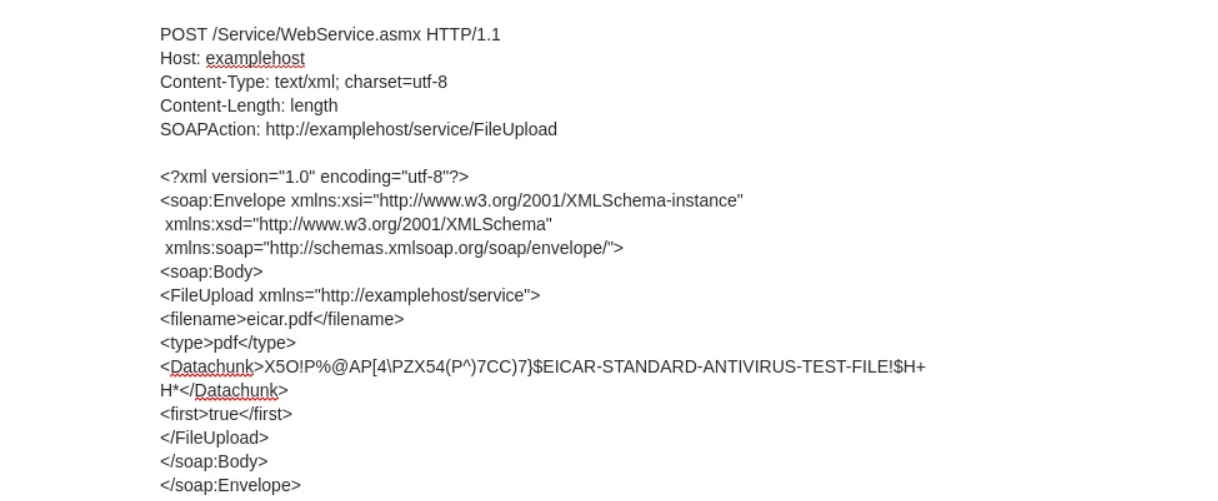 POST /Service/WebService.asmx HTTP/1.1
Host: examplehost
Content-Type: text/xml; charset=utf-8
Content-Length: length
SOAPAction: http://examplehost/service/FileUpload
<?xml version="1.0" encoding="utf-8"?>
<soap:Envelope xmlns:xsi="http://www.w3.org/2001/XMLSchema-instance"
xmlns:xsd="http://www.w3.org/2001/XMLSchema"
xmlns:soap="http://schemas.xmlsoap.org/soap/envelope/">
<soap:Body>
<FileUpload xmlns="http://examplehost/service">
<filename>eicar.pdf</filename>
<type>pdf</type>
<Datachunk>X5O!P%@AP[4\PZX54(P^)7CC)7}$EICAR-STANDARD-ANTIVIRUS-TEST-FILE!$H+
H*</Datachunk>
<first>true</first>
</FileUpload>
</soap:Body>
</soap:Envelope>